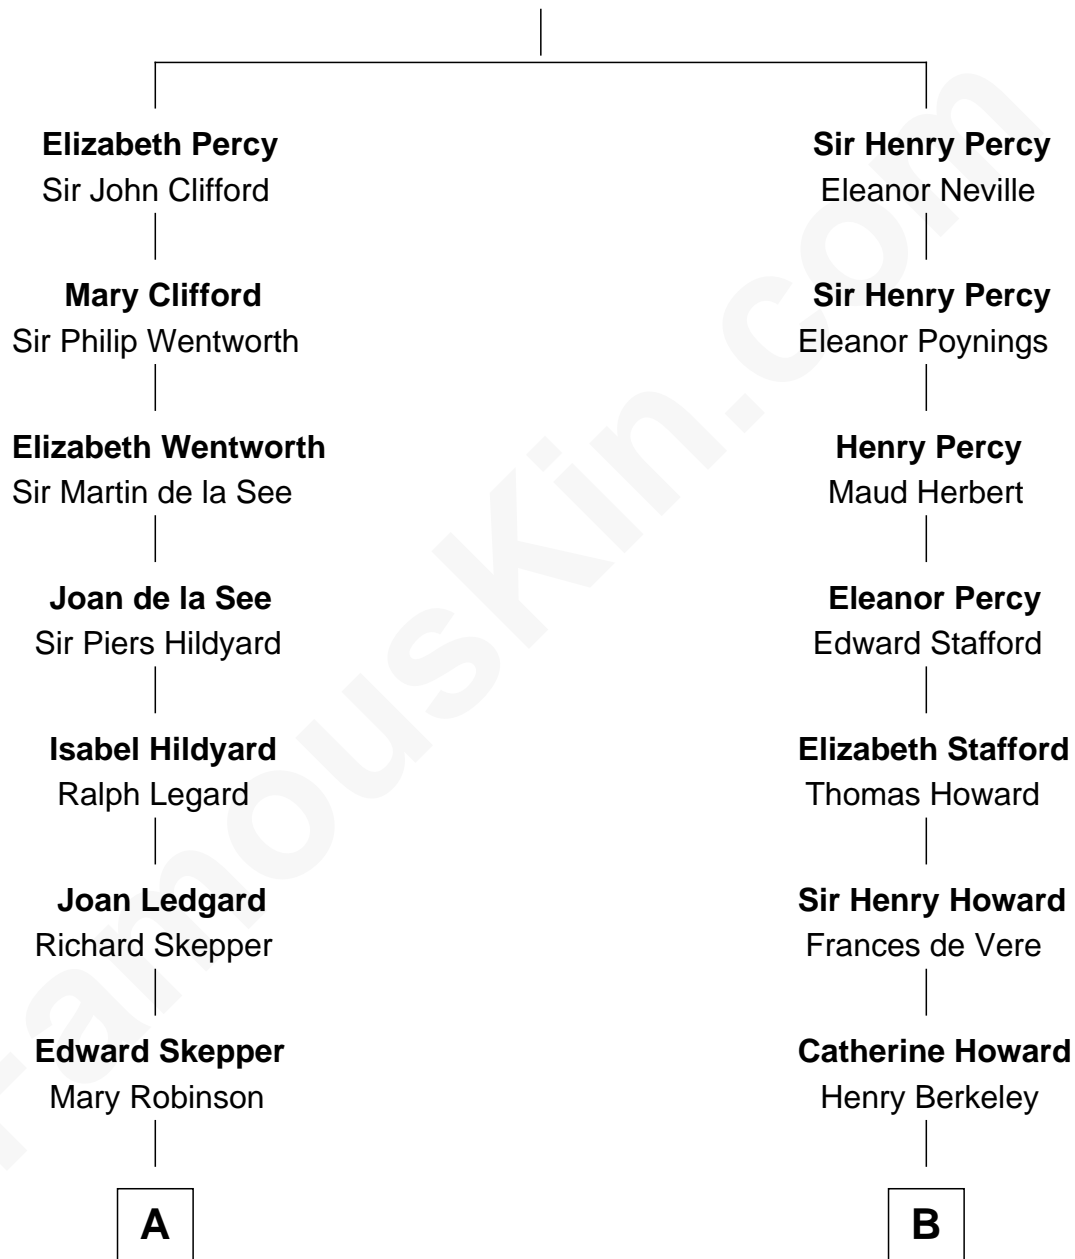 Elizabeth Percy
Sir John Clifford
Mary Clifford
Sir Philip Wentworth
Elizabeth Wentworth
Sir Martin de la See
Joan de la See
Sir Piers Hildyard
Isabel Hildyard
Ralph Legard
Joan Ledgard
Richard Skepper
Edward Skepper
Mary Robinson
A
Sir Henry Percy
Eleanor Neville
Sir Henry Percy
Eleanor Poynings
Henry Percy
Maud Herbert
Eleanor Percy
Edward Stafford
Elizabeth Stafford
Thomas Howard
Sir Henry Howard
Frances de Vere
Catherine Howard
Henry Berkeley
B
FamousKin.com